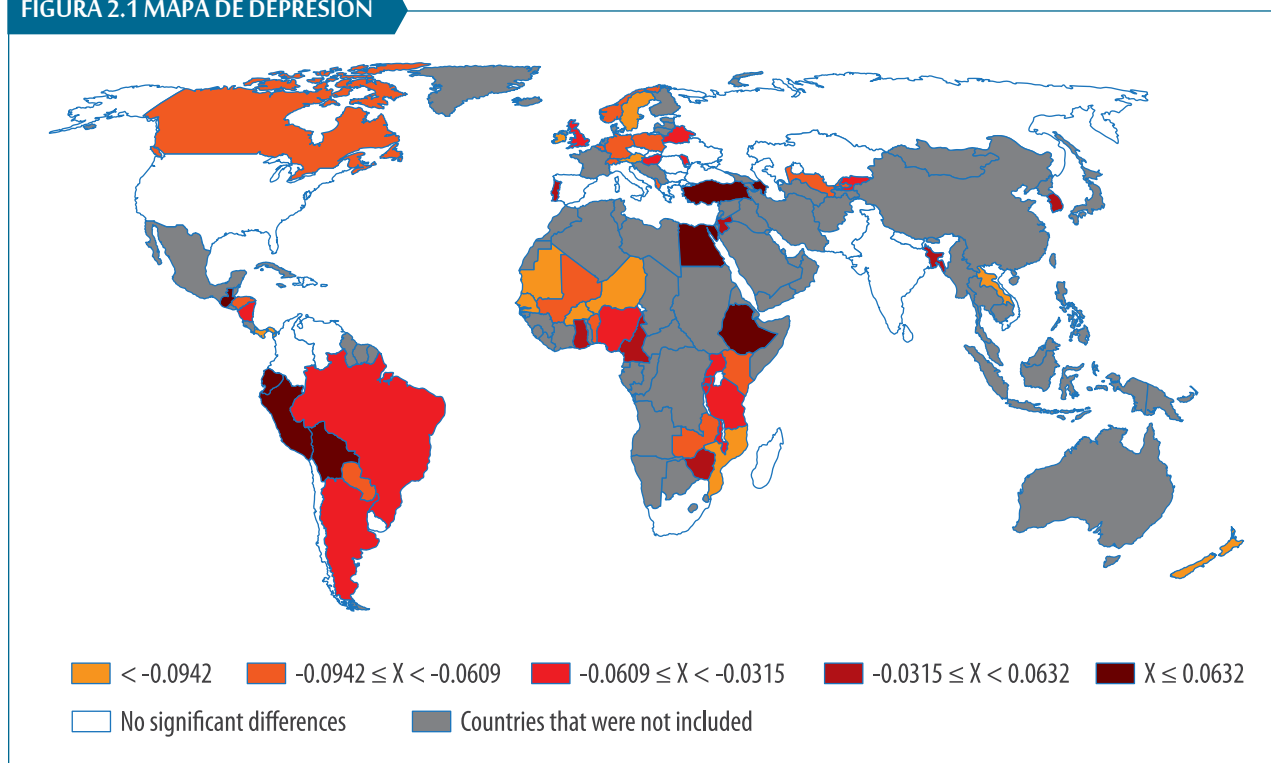 FIGURA 2.1 MAPA DE DEPRESIÓN
< -0.0942 -0.0942 ≤ X < -0.0609 -0.0609 ≤ X < -0.0315 -0.0315 ≤ X < 0.0632 X ≤ 0.0632
No significant differences Countries that were not included